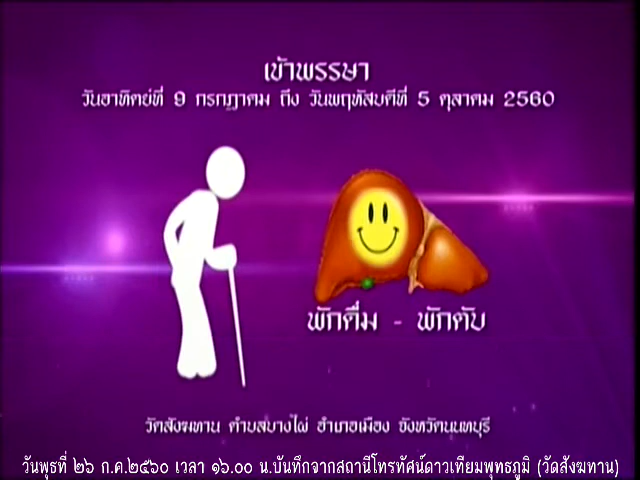 เข้าพรรษา
วันอาทิตย์ที่ 9 กรกฎาคม ถึง วันพฤหัสบดีที่ 5 ตุลาคม 2560
พักดื่ม - พักตับ
วัดสังฆทาน ตำบลบางไผ่ อำเภอเมือง จังหวัดนนทบุรี
วันพุธที่ ๒๖ ก.ค.๒๕๖๐ เวลา ๑๖.๐๐ น.บันทึกจากสถานีโทรทัศน์ดาวเทียมพุทธภูมิ (วัดสังฆทาน)